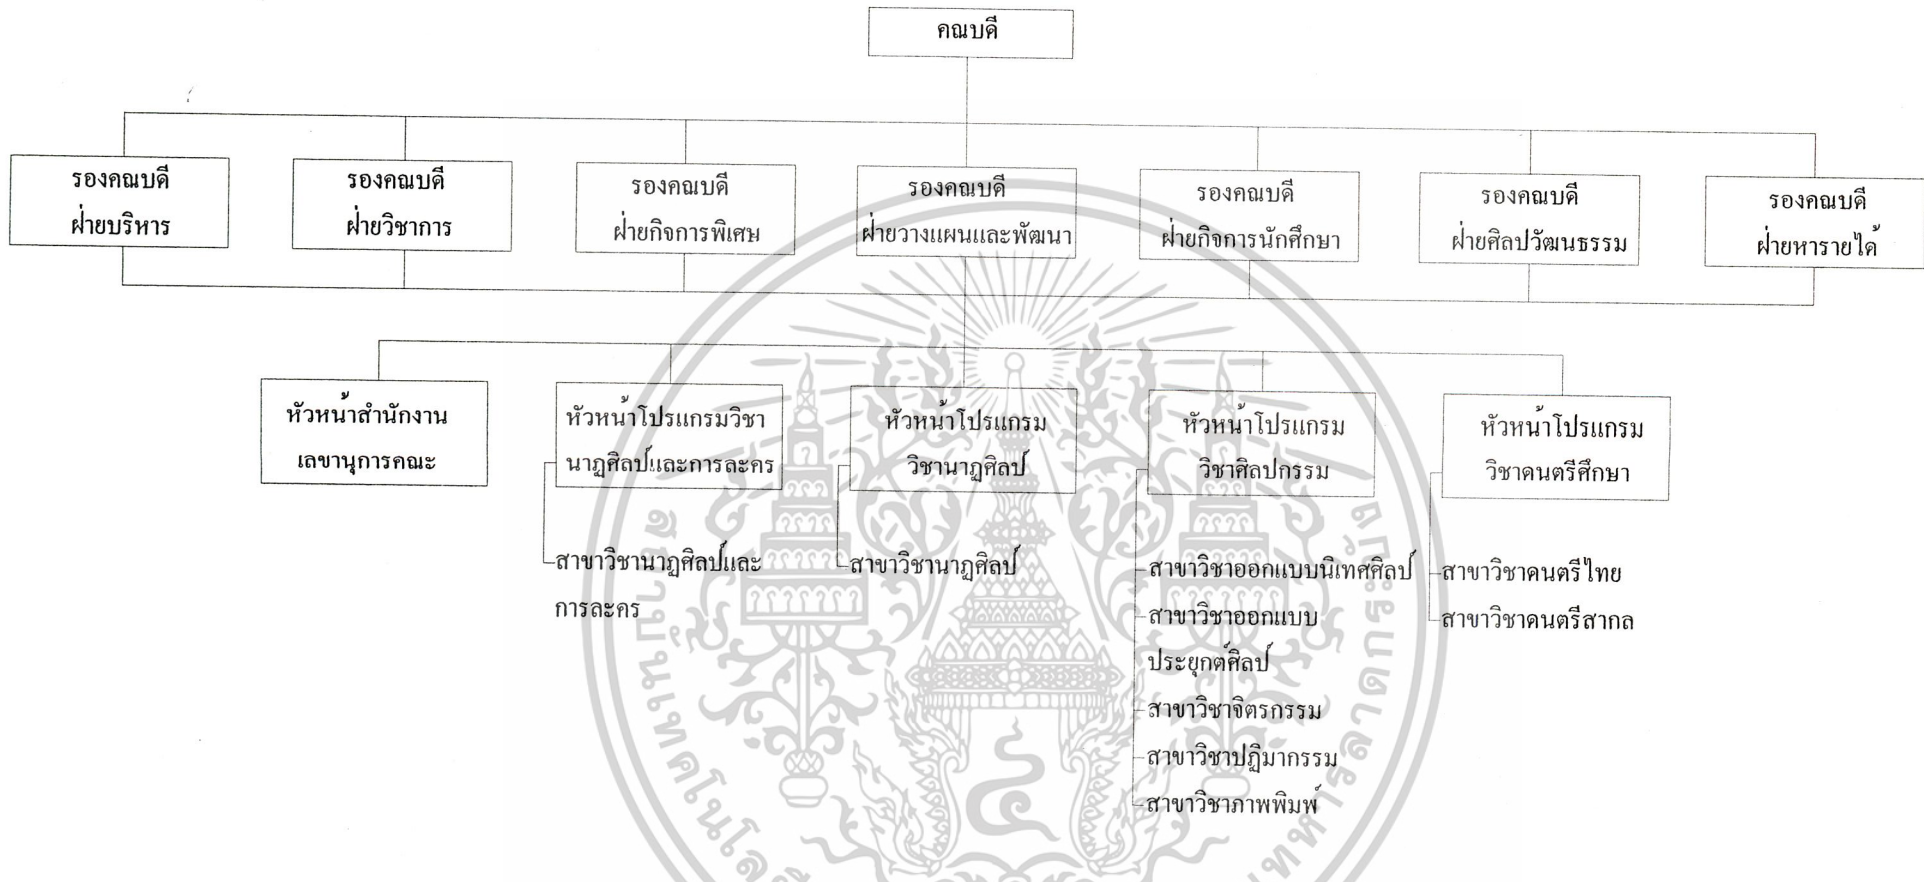 คณบดี
รองคณบดี
ฝ่ายบริหาร
รองคณบดี
ฝ่ายวิชาการ
รองคณบดี
ฝ่ายกิจการพิเศษ
รองคณบดี
ฝ่ายวางแผนและพัฒนา
รองคณบดี
ฝ่ายกิจการนักศึกษา
รองคณบดี
ฝ่ายศิลปวัฒนธรรม
รองคณบดี
ฝ่ายหารายได้
หัวหน้าสำนักงาน
เลขานุการคณะ
หัวหน้าโปรแกรมวิชา
นาฏศิลป์และการละคร
สาขาวิชานาฏศิลป์และ
การละคร
หัวหน้าโปรแกรม
วิชานาฏศิลป์
สาขาวิชานาฏศิลป์
หัวหน้าโปรแกรม
วิชาศิลปกรรม
สาขาวิชาออกแบบนิเทศศิลป์
สาขาวิชาออกแบบ
ประยุกต์ศิลป์
สาขาวิชาจิตรกรรม
สาขาวิชาปฏิมากรรม
สาขาวิชาภาพพิมพ์
หัวหน้าโปรแกรม
วิชาดนตรีศึกษา
สาขาวิชาดนตรีไทย
สาขาวิชาดนตรีสากล